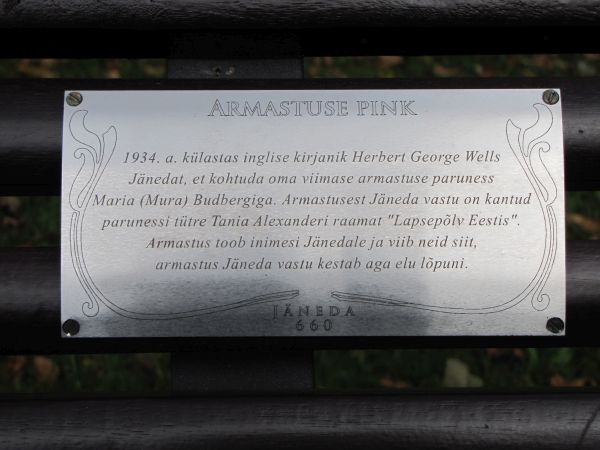 ARMASTUSE PINK
1934. a. külastas inglise kirjanik Herbert George Wells
Jänedat, et kohtuda oma viimase armastuse paruness
Maria (Mura) Budbergiga. Armastusest Jäneda vastu on kantud
parunessi tütre Tania Alexanderi raamat "Lapsepõlv Eestis".
Armastus toob inimesi Jänedale ja viib neid siit,
armastus Jäneda vastu kestab aga elu lõpuni.
JÄNEDA
660